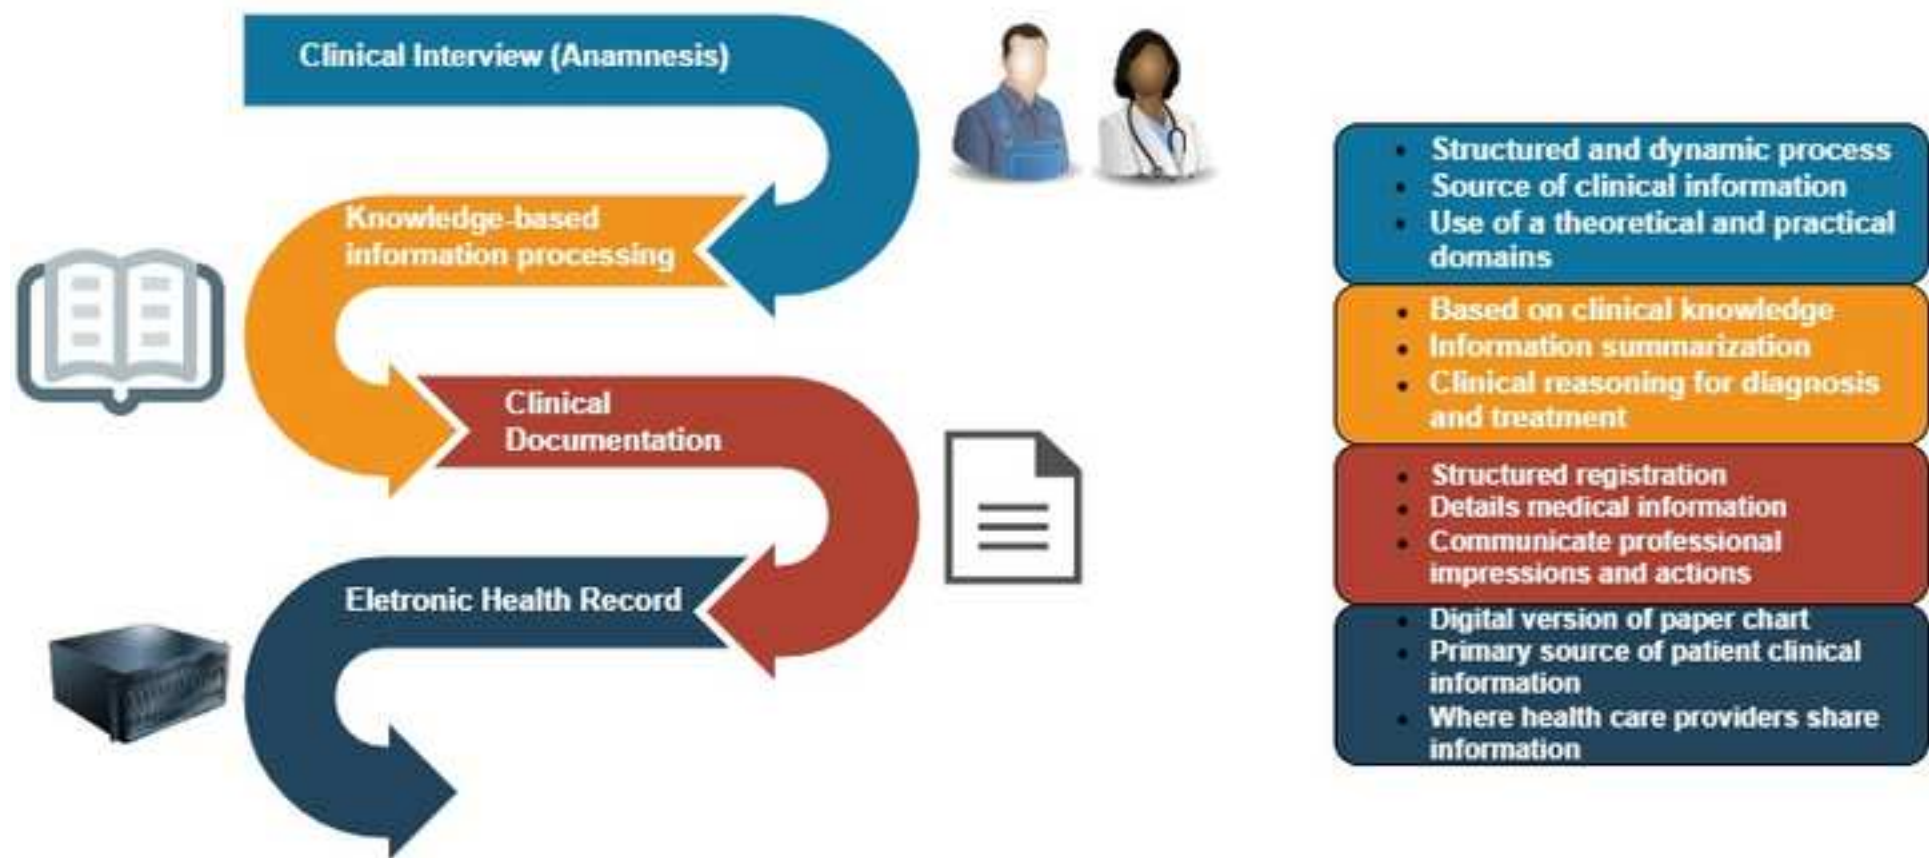 Clinical Interview (Anamnesis)
Knowledge-based
information processing
Clinical
Documentation
Eletronic Health Record
• Structured and dynamic process
• Source of clinical information
• Use of a theoretical and practical
domains
• Based on clinical knowledge
• Information summarization
• Clinical reasoning for diagnosis
and treatment
• Structured registration
• Details medical information
• Communicate professional
impressions and actions
• Digital version of paper chart
• Primary source of patient clinical
information
• Where health care providers share
information